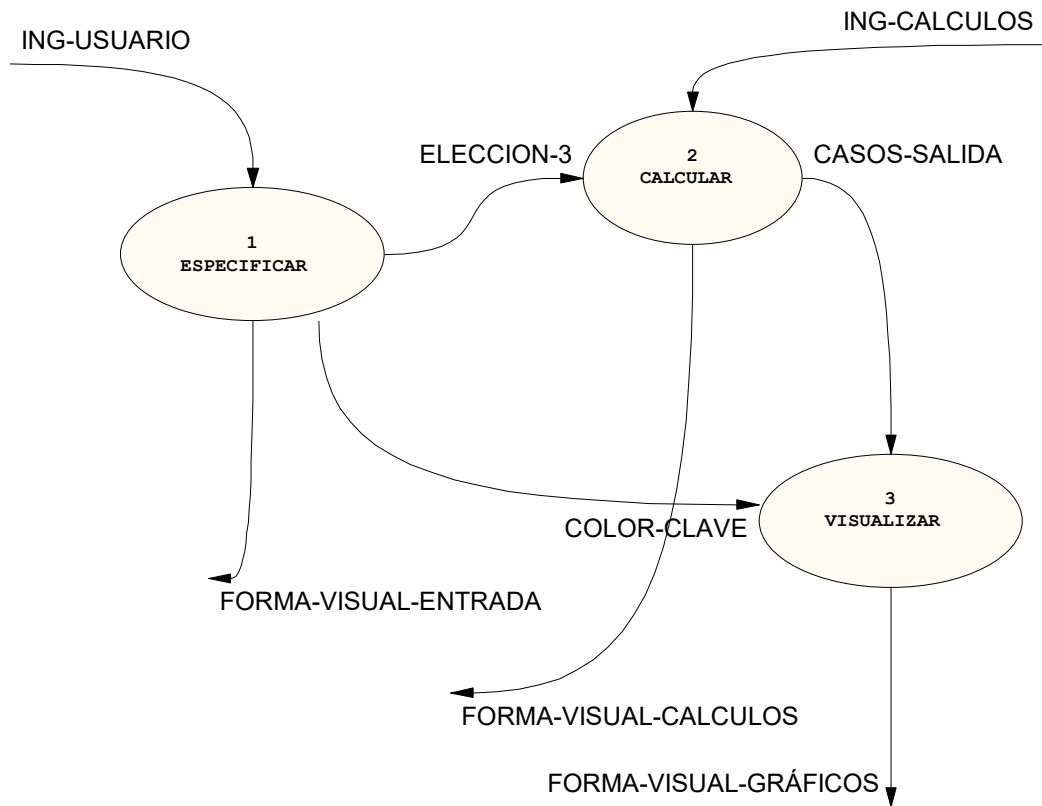 ING-CALCULOS
ING-USUARIO
ELECCION-3
2
CALCULAR
CASOS-SALIDA
1
ESPECIFICAR
3
VISUALIZAR
COLOR-CLAVE
FORMA-VISUAL-ENTRADA
FORMA-VISUAL-CALCULOS
FORMA-VISUAL-GRÁFICOS